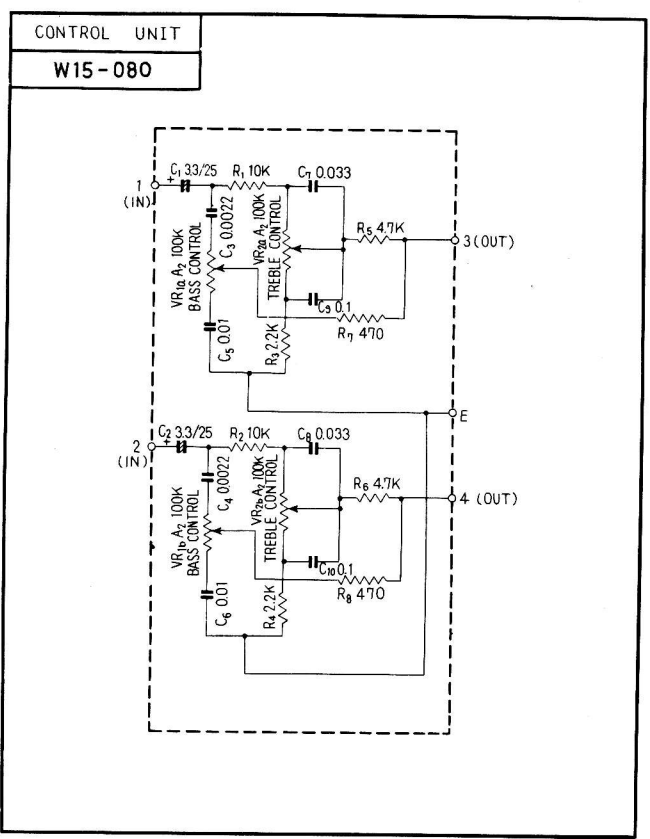 CONTROL UNIT
W15-080
C1 3.3/25
+
R1 10K
C7 0.033
1
(IN)
C3 0.0022
VR1a A2 100K
BASS CONTROL
VR2a A2 100K
TREBLE CONTROL
R5 4.7K
3(OUT)
C9 0.1
C5 0.01
R3 2.2K
R7 470
E
C2 3.3/25
+
R2 10K
C8 0.033
2
(IN)
C4 0.0022
VR1b A2 100K
BASS CONTROL
VR2b A2 100K
TREBLE CONTROL
R6 4.7K
4 (OUT)
C10 0.1
C6 0.01
R4 2.2K
R8 470